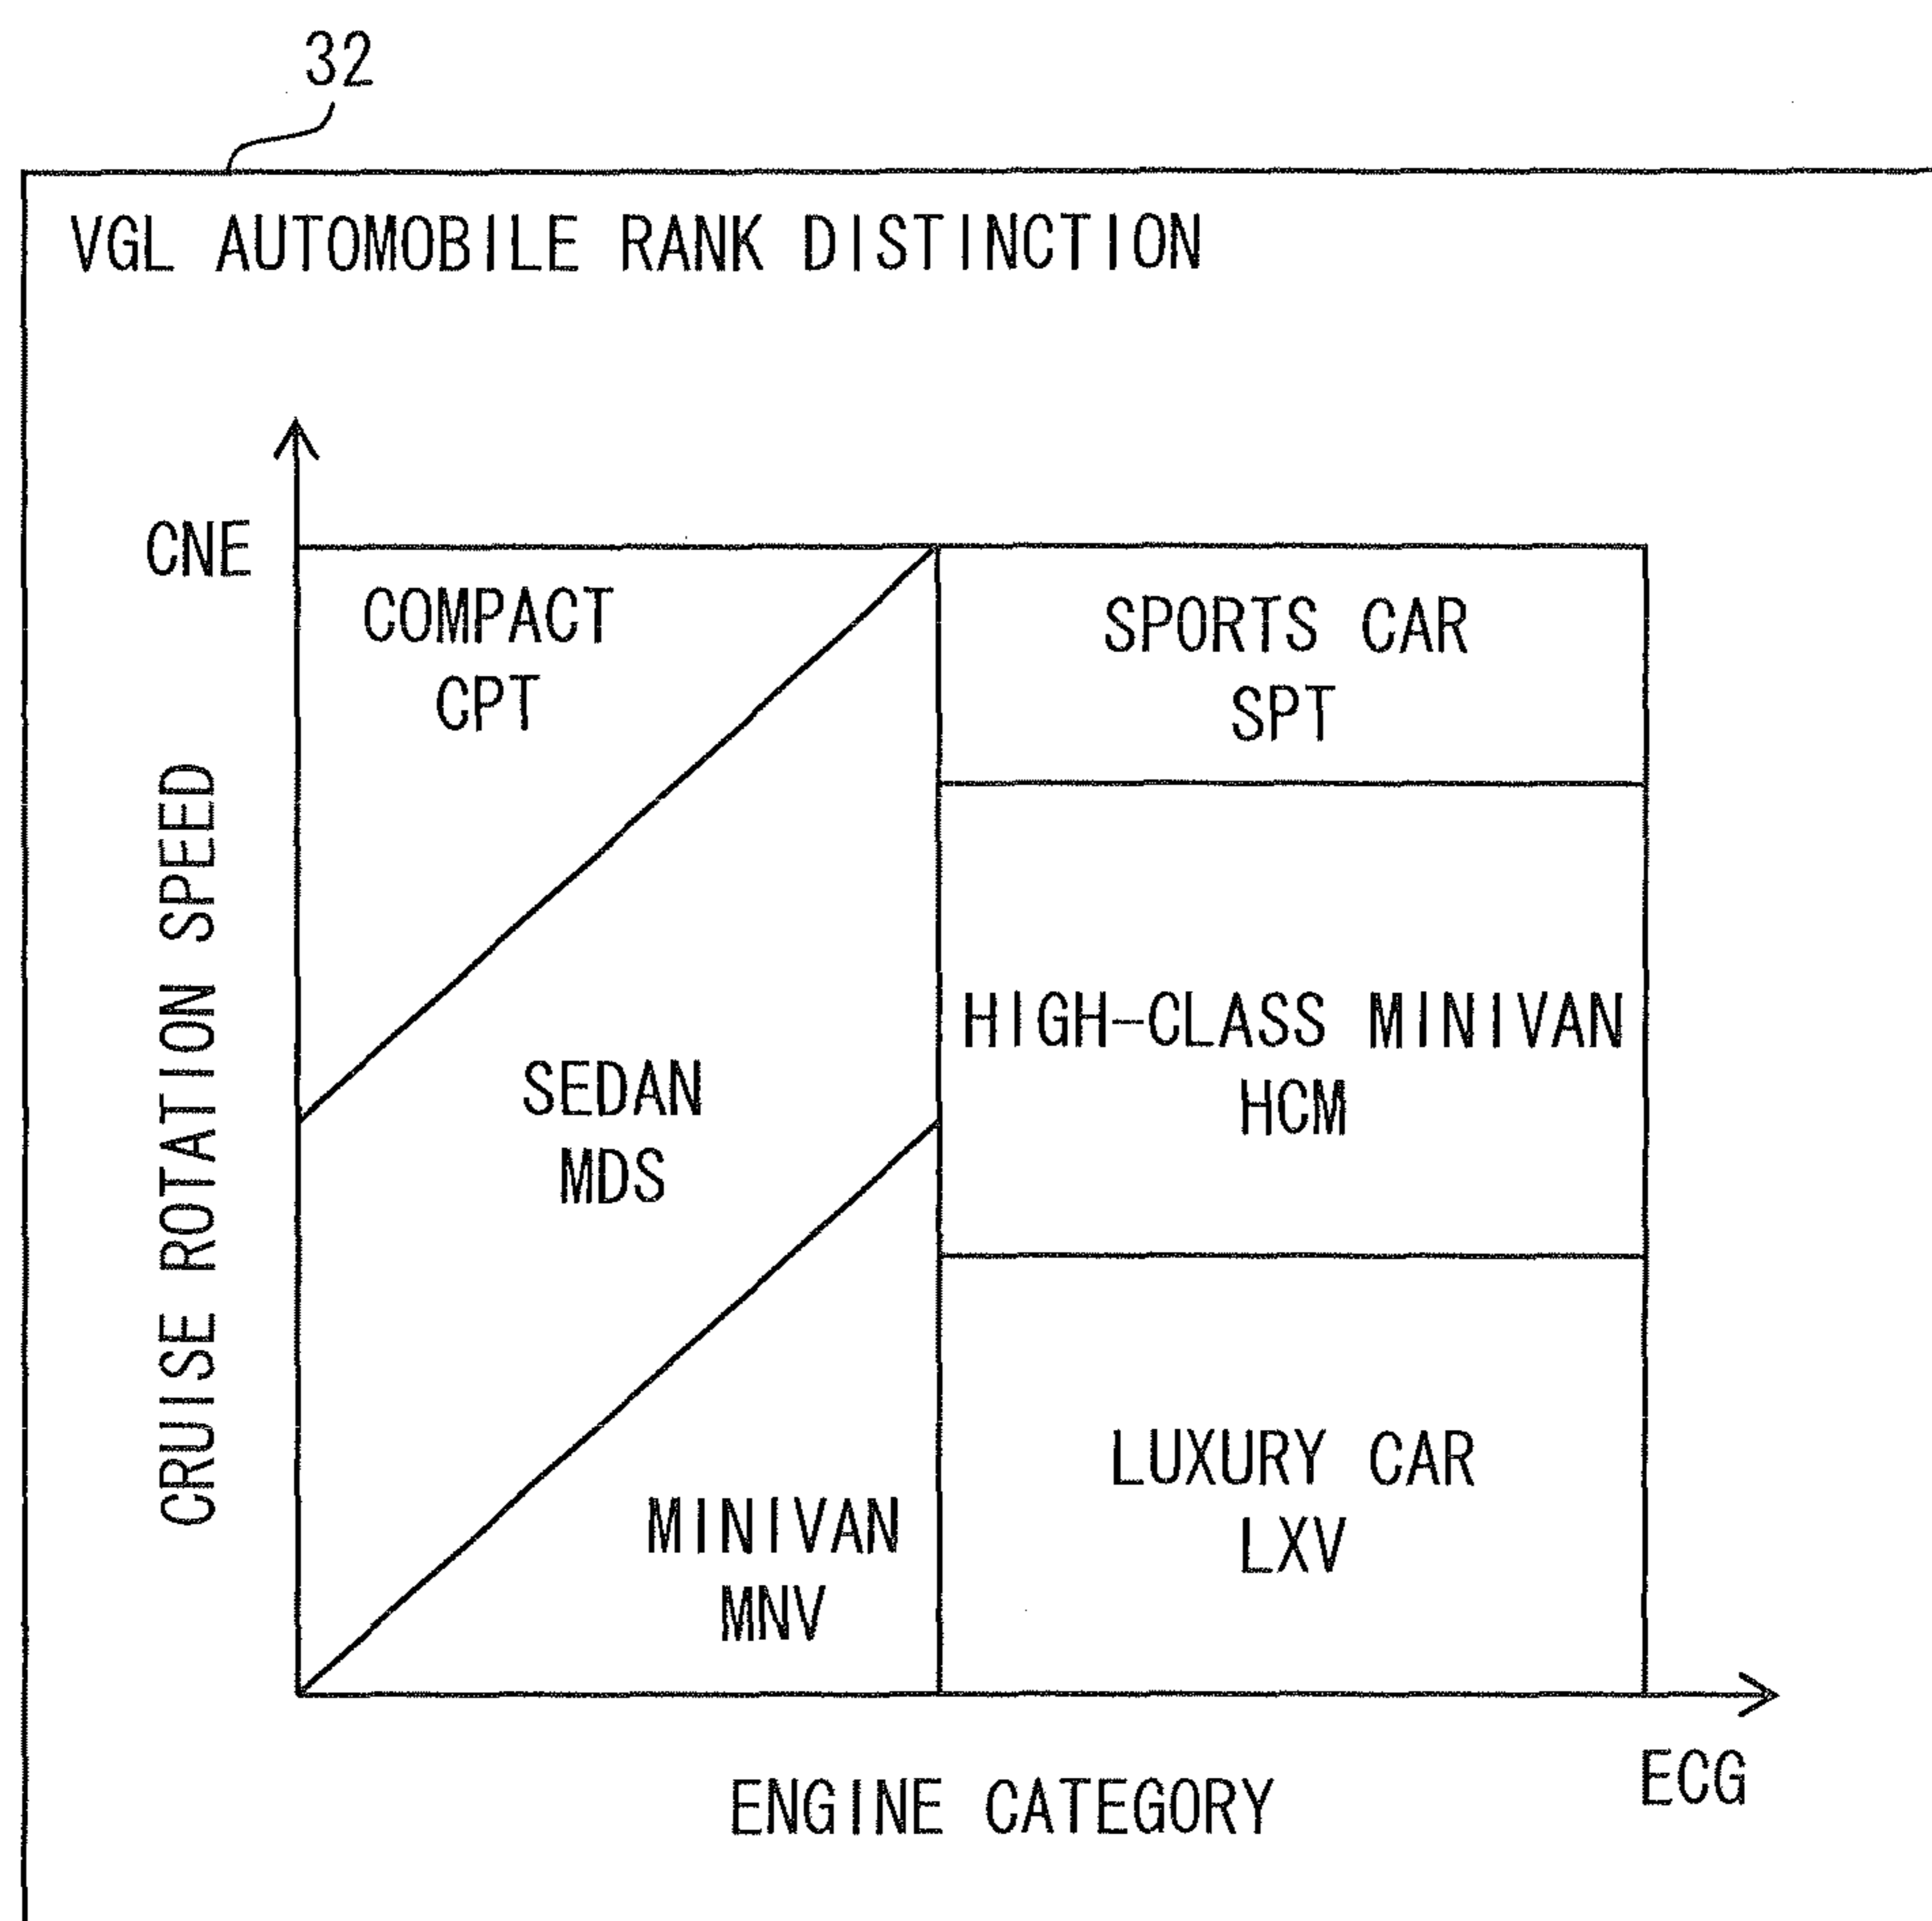 32
VGL AUTOMOBILE RANK DISTINCTION
CNE
COMPACT
CPT
SPORTS CAR
SPT
CRUISE ROTATION SPEED
SEDAN
MDS
HIGH-CLASS MINIVAN
HCM
MINIVAN
MNV
LUXURY CAR
LXV
ENGINE CATEGORY
ECG